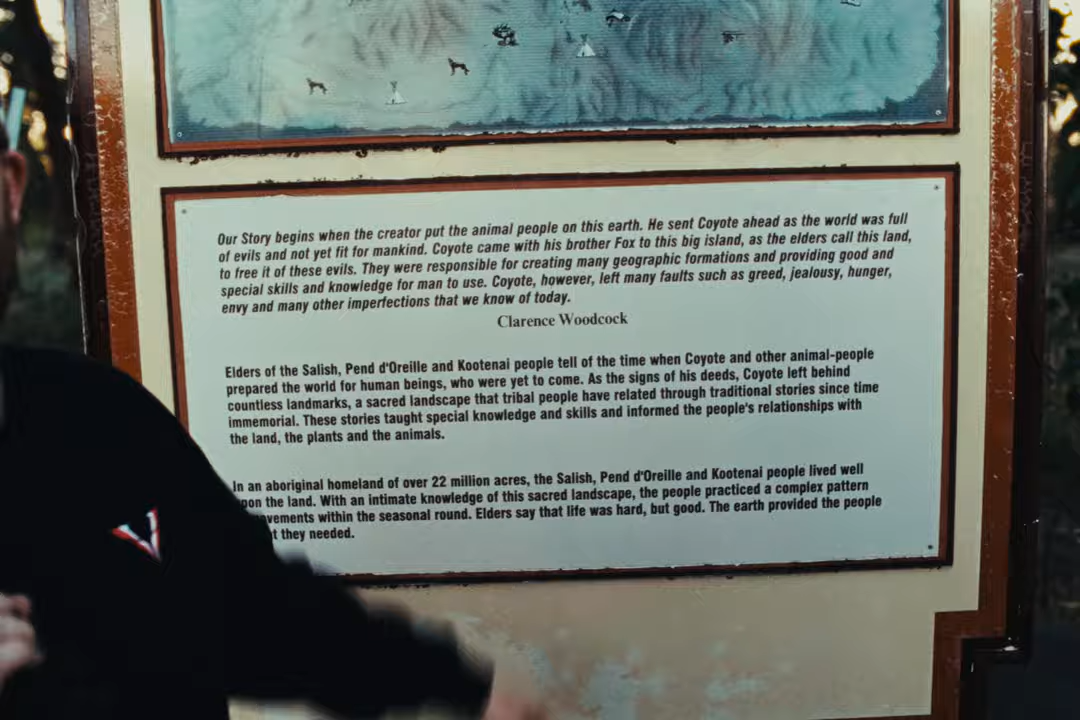 Our Story begins when the creator put the animal people on this earth. He sent Coyote ahead as the world was full
of evils and not yet fit for mankind. Coyote came with his brother Fox to this big island, as the elders call this land,
to free it of these evils. They were responsible for creating many geographic formations and providing good and
special skills and knowledge for man to use. Coyote, however, left many faults such as greed, jealousy, hunger,
envy and many other imperfections that we know of today.
Clarence Woodcock
Elders of the Salish, Pend d'Oreille and Kootenai people tell of the time when Coyote and other animal-people
prepared the world for human beings, who were yet to come. As the signs of his deeds, Coyote left behind
countless landmarks, a sacred landscape that tribal people have related through traditional stories since time
immemorial. These stories taught special knowledge and skills and informed the people's relationships with
the land, the plants and the animals.
In an aboriginal homeland of over 22 million acres, the Salish, Pend d'Oreille and Kootenai people lived well
the land. With an intimate knowledge of this sacred landscape, the people practiced a complex pattern
within the seasonal round. Elders say that life was hard, but good. The earth provided the people
they needed.